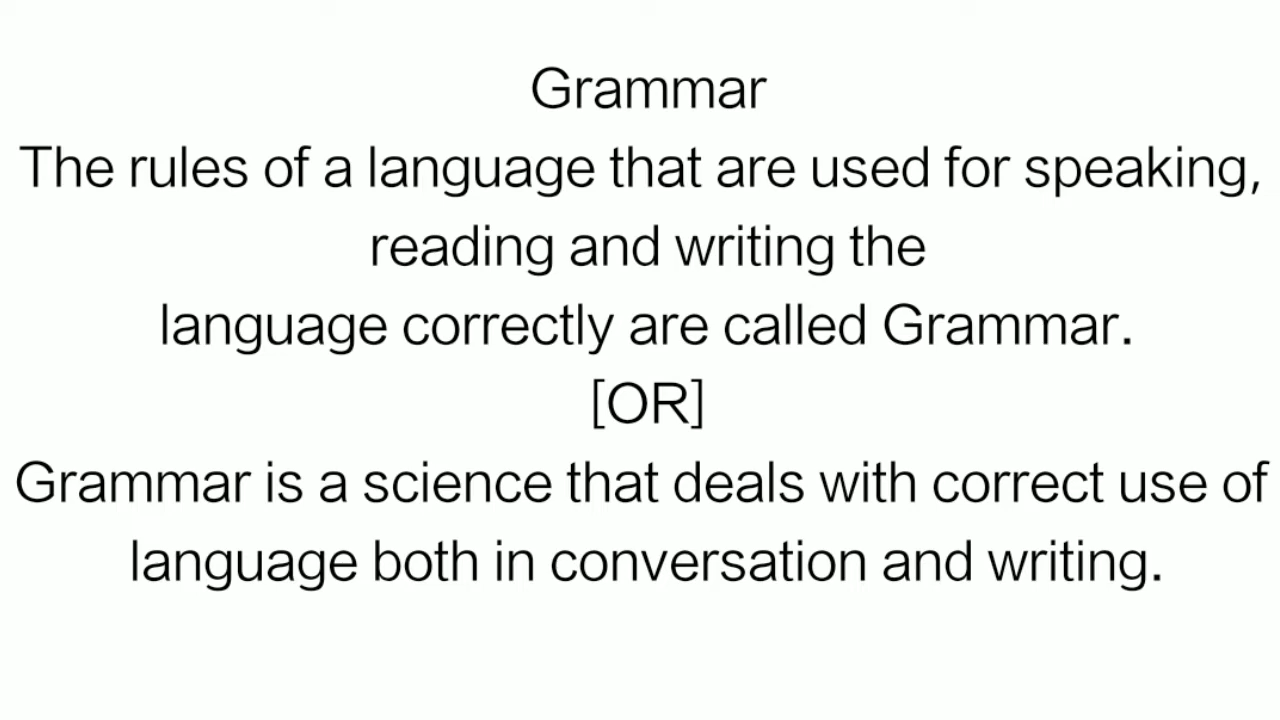 Grammar
The rules of a language that are used for speaking,
reading and writing the
language correctly are called Grammar.
[OR]
Grammar is a science that deals with correct use of
language both in conversation and writing.